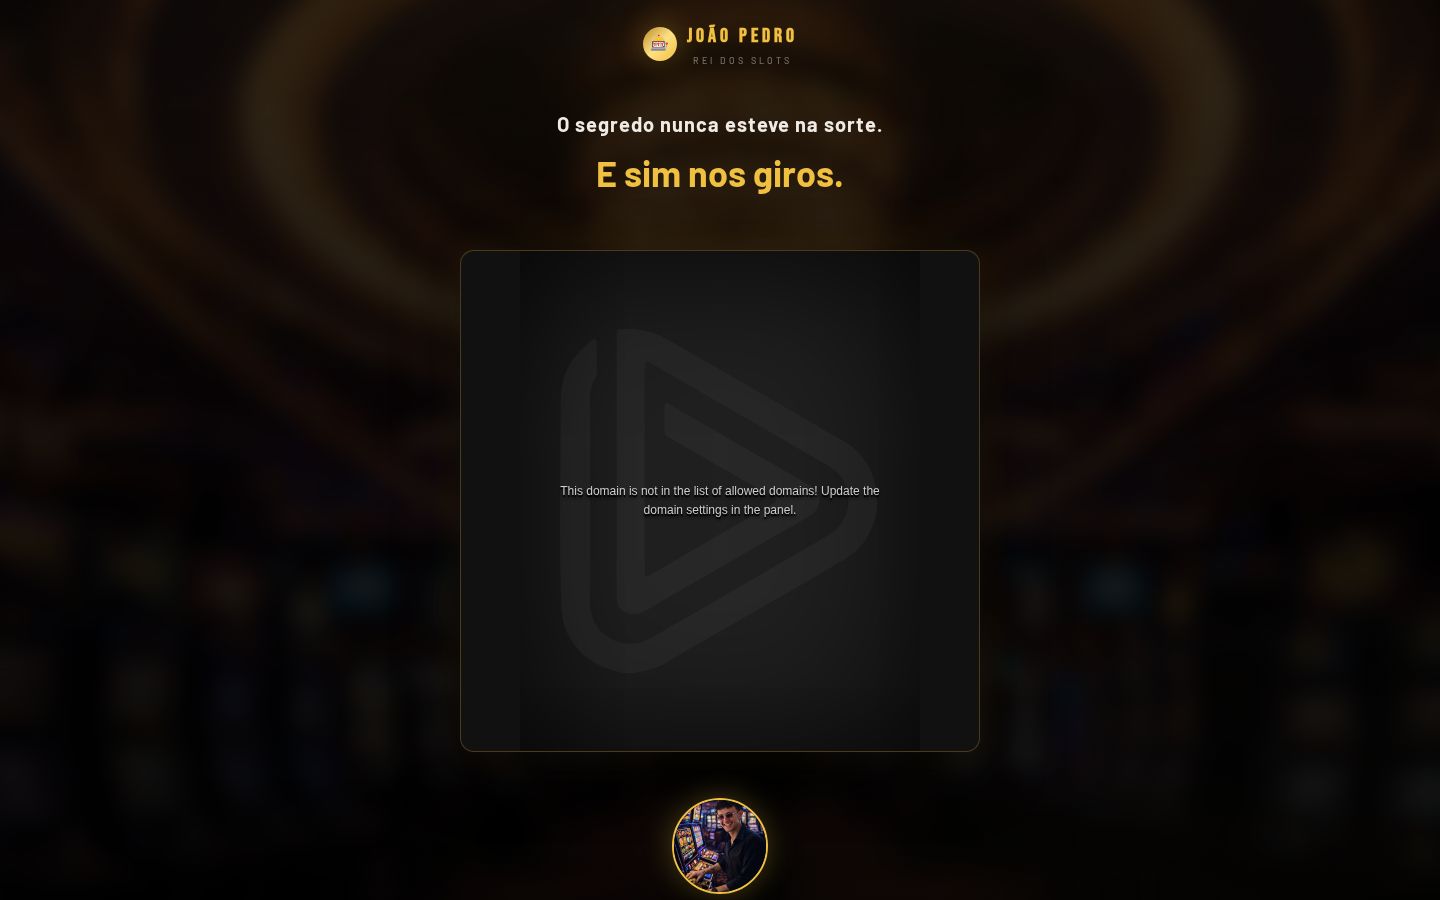 JOÃO PEDRO
REI DOS SLOTS
O segredo nunca esteve na sorte.
E sim nos giros.
This domain is not in the list of allowed domains! Update the
domain settings in the panel.